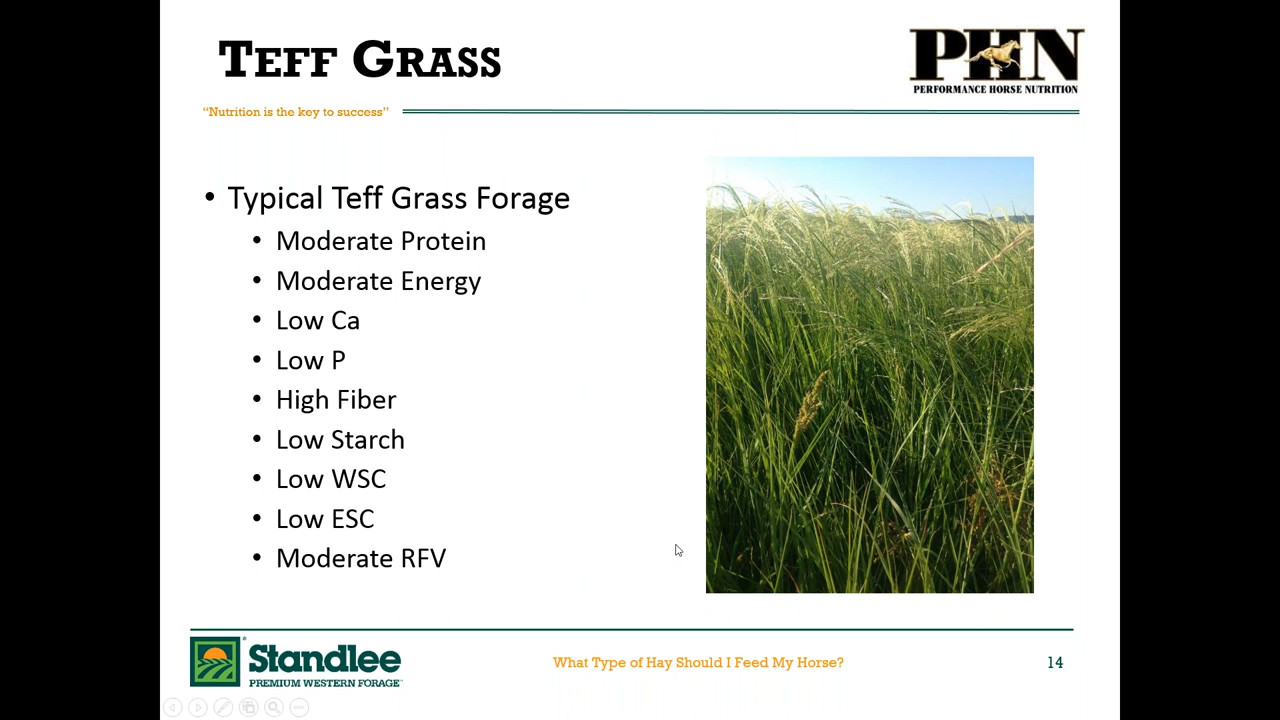 TEFF GRASS
PHN
PERFORMANCE HORSE NUTRITION
"Nutrition is the key to success"
• Typical Teff Grass Forage
• Moderate Protein
• Moderate Energy
• Low Ca
• Low P
• High Fiber
• Low Starch
• Low WSC
• Low ESC
• Moderate RFV
Standlee®
PREMIUM WESTERN FORAGE™
What Type of Hay Should I Feed My Horse?
14